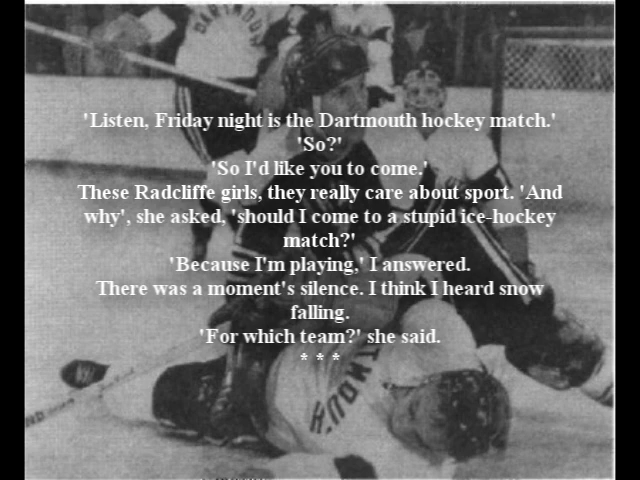 DARTMOUTH
'Listen, Friday night is the Dartmouth hockey match.'
'So?'
'So I'd like you to come.'
These Radcliffe girls, they really care about sport. 'And
why', she asked, 'should I come to a stupid ice-hockey
match?'
'Because I'm playing,' I answered.
There was a moment's silence. I think I heard snow
falling.
'For which team?' she said.
* * *